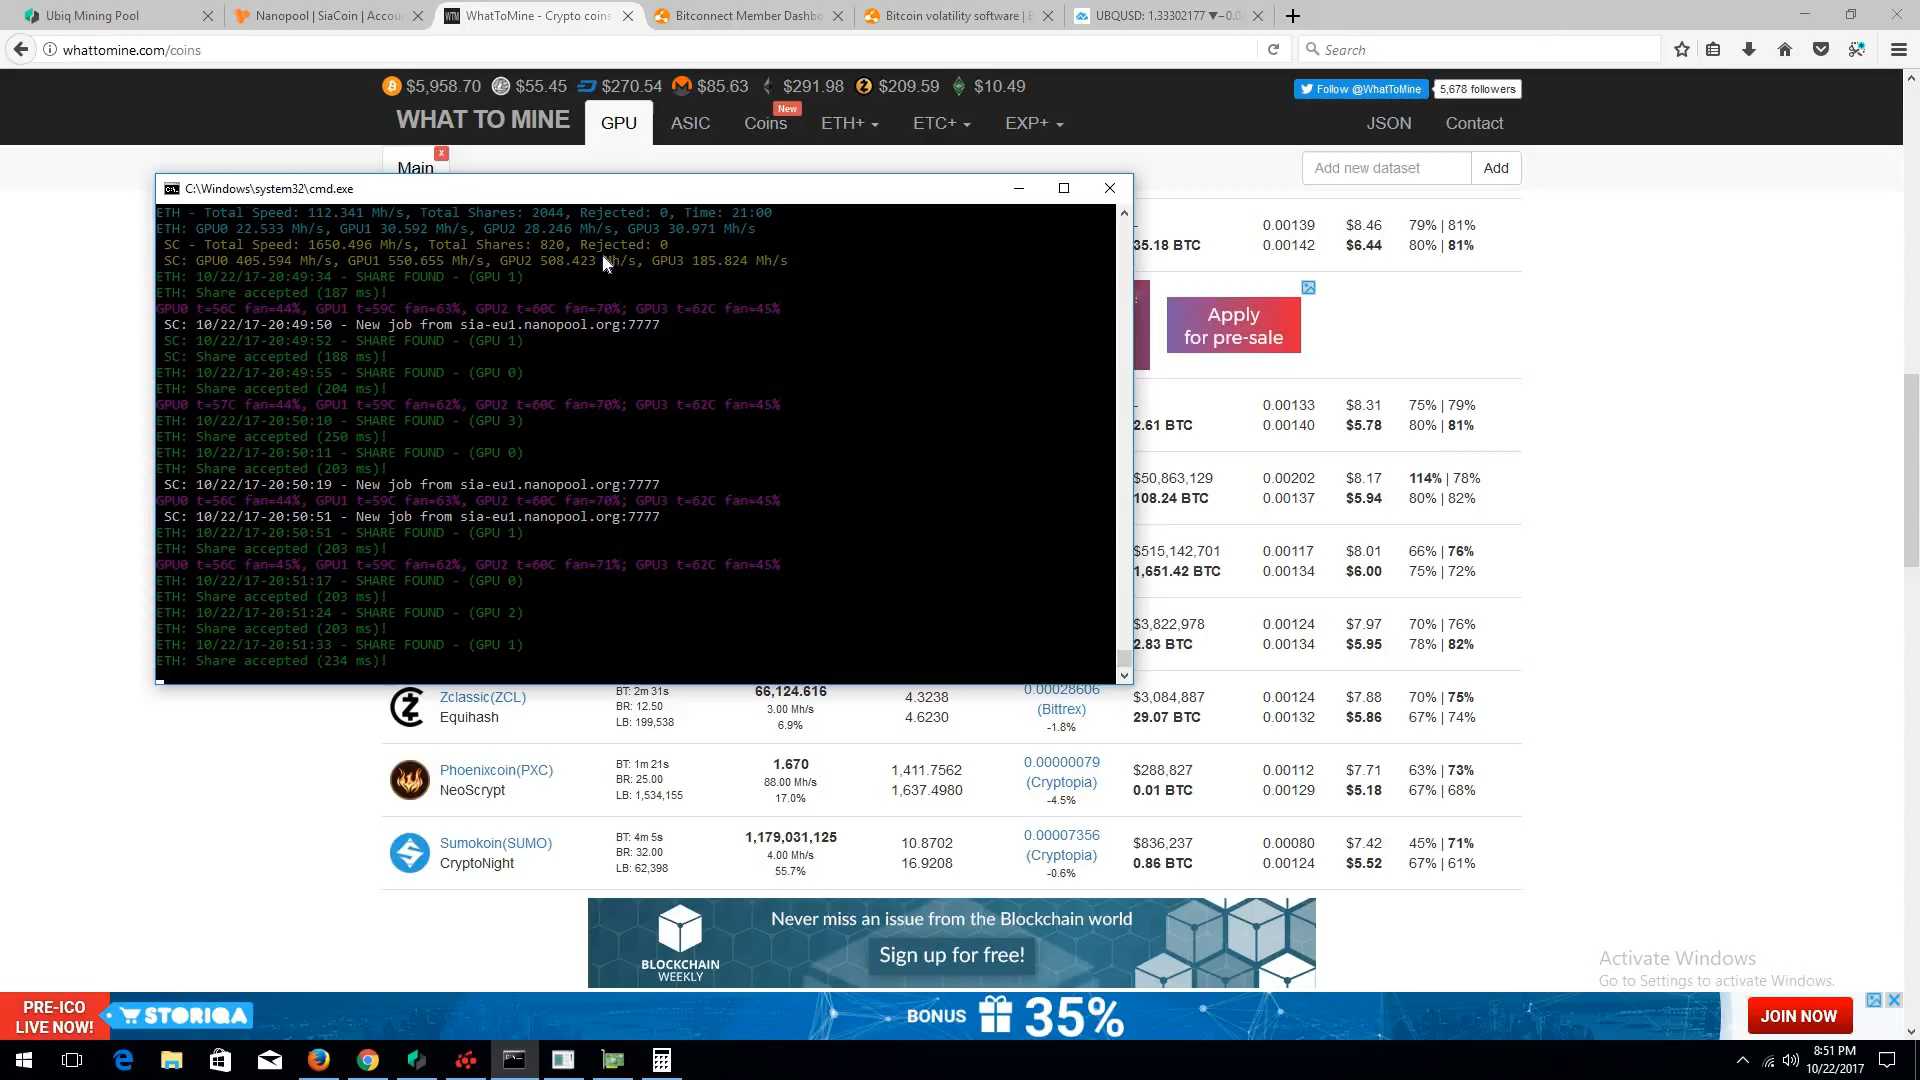 Ubiq Mining Pool
Nanopool | SiaCoin | Accou
WhatToMine - Crypto coins
Bitconnect Member Dashbo
Bitcoin volatility software |
UBQUSD: 1.33302177 ▼−0.0
whattomine.com/coins
Search
$5,958.70 $55.45 $270.54 $85.63 $291.98 $209.59 $10.49
Follow @WhatToMine
5,678 followers
WHAT TO MINE
GPU
ASIC
Coins
New
ETH+
ETC+
EXP+
JSON
Contact
Main
x
Add new dataset
Add
C:\Windows\system32\cmd.exe
ETH - Total Speed: 112.341 Mh/s, Total Shares: 2044, Rejected: 0, Time: 21:00
ETH: GPU0 22.533 Mh/s, GPU1 30.592 Mh/s, GPU2 28.246 Mh/s, GPU3 30.971 Mh/s
SC - Total Speed: 1650.496 Mh/s, Total Shares: 820, Rejected: 0
SC: GPU0 405.594 Mh/s, GPU1 550.655 Mh/s, GPU2 508.423 Mh/s, GPU3 185.824 Mh/s
ETH: 10/22/17-20:49:34 - SHARE FOUND - (GPU 1)
ETH: Share accepted (187 ms)!
GPU0 t=56C fan=44%, GPU1 t=59C fan=63%, GPU2 t=60C fan=70%; GPU3 t=62C fan=45%
SC: 10/22/17-20:49:50 - New job from sia-eu1.nanopool.org:7777
SC: 10/22/17-20:49:52 - SHARE FOUND - (GPU 1)
SC: Share accepted (188 ms)!
ETH: 10/22/17-20:49:55 - SHARE FOUND - (GPU 0)
ETH: Share accepted (204 ms)!
GPU0 t=57C fan=44%, GPU1 t=59C fan=62%, GPU2 t=60C fan=70%; GPU3 t=62C fan=45%
ETH: 10/22/17-20:50:10 - SHARE FOUND - (GPU 3)
ETH: Share accepted (250 ms)!
ETH: 10/22/17-20:50:11 - SHARE FOUND - (GPU 0)
ETH: Share accepted (203 ms)!
SC: 10/22/17-20:50:19 - New job from sia-eu1.nanopool.org:7777
GPU0 t=56C fan=44%, GPU1 t=59C fan=63%, GPU2 t=60C fan=70%; GPU3 t=62C fan=45%
SC: 10/22/17-20:50:51 - New job from sia-eu1.nanopool.org:7777
ETH: 10/22/17-20:50:51 - SHARE FOUND - (GPU 1)
ETH: Share accepted (203 ms)!
GPU0 t=56C fan=45%, GPU1 t=59C fan=62%, GPU2 t=60C fan=71%; GPU3 t=62C fan=45%
ETH: 10/22/17-20:51:17 - SHARE FOUND - (GPU 0)
ETH: Share accepted (203 ms)!
ETH: 10/22/17-20:51:24 - SHARE FOUND - (GPU 2)
ETH: Share accepted (203 ms)!
ETH: 10/22/17-20:51:33 - SHARE FOUND - (GPU 1)
ETH: Share accepted (234 ms)!
- 0.00139 $8.46 79% | 81%
35.18 BTC 0.00142 $6.44 80% | 81%
Apply
for pre-sale
- 0.00133 $8.31 75% | 79%
2.61 BTC 0.00140 $5.78 80% | 81%
$50,863,129 0.00202 $8.17 114% | 78%
108.24 BTC 0.00137 $5.94 80% | 82%
$515,142,701 0.00117 $8.01 66% | 76%
1,651.42 BTC 0.00134 $6.00 75% | 72%
$3,822,978 0.00124 $7.97 70% | 76%
2.83 BTC 0.00134 $5.95 78% | 82%
Zclassic(ZCL)
Equihash
BT: 2m 31s
BR: 12.50
LB: 199,538
66,124.616
3.00 Mh/s
6.9%
4.3238
4.6230
0.00028606
(Bittrex)
-1.8%
$3,084,887 0.00124 $7.88 70% | 75%
29.07 BTC 0.00132 $5.86 67% | 74%
Phoenixcoin(PXC)
NeoScrypt
BT: 1m 21s
BR: 25.00
LB: 1,534,155
1.670
88.00 Mh/s
17.0%
1,411.7562
1,637.4980
0.00000079
(Cryptopia)
-4.5%
$288,827 0.00112 $7.71 63% | 73%
0.01 BTC 0.00129 $5.18 67% | 68%
Sumokoin(SUMO)
CryptoNight
BT: 4m 5s
BR: 32.00
LB: 62,398
1,179,031,125
4.00 Mh/s
55.7%
10.8702
16.9208
0.00007356
(Cryptopia)
-0.6%
$836,237 0.00080 $7.42 45% | 71%
0.86 BTC 0.00124 $5.52 67% | 61%
BLOCKCHAIN
WEEKLY
Never miss an issue from the Blockchain world
Sign up for free!
Activate Windows
Go to Settings to activate Windows.
PRE-ICO
LIVE NOW!
STORIQA
BONUS 35%
JOIN NOW
8:51 PM
10/22/2017